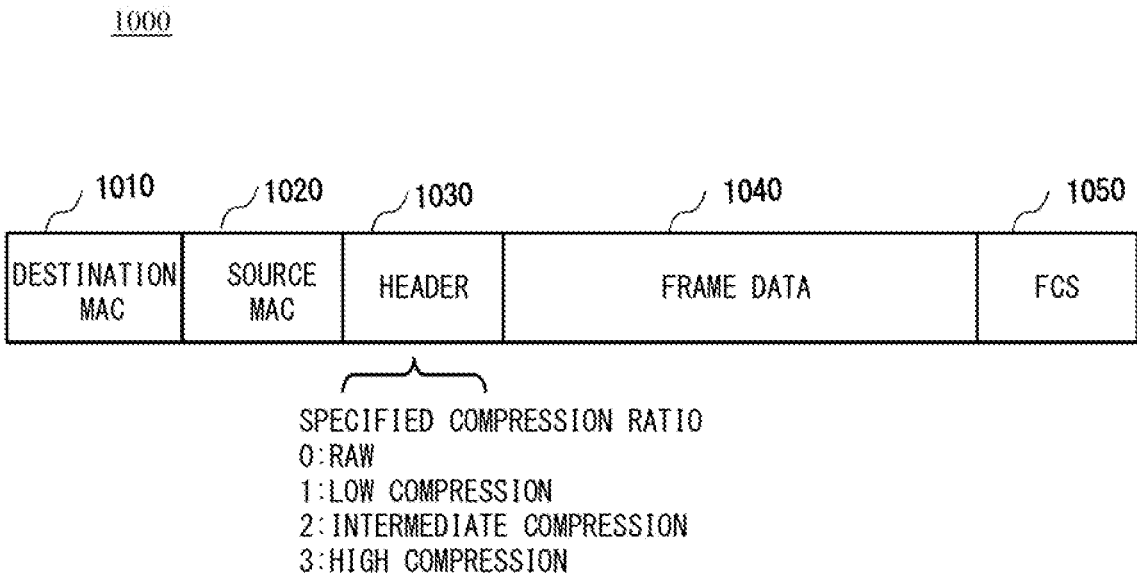 1000
1010 1020 1030 1040 1050
DESTINATION MAC SOURCE MAC HEADER FRAME DATA FCS
SPECIFIED COMPRESSION RATIO
0:RAW
1:LOW COMPRESSION
2:INTERMEDIATE COMPRESSION
3:HIGH COMPRESSION